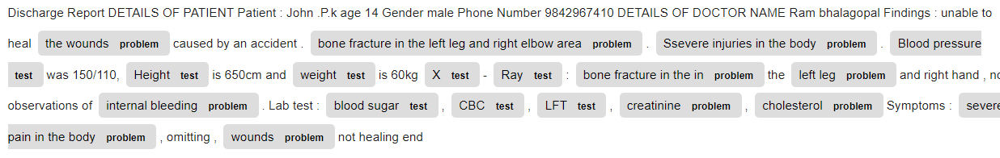 Discharge Report DETAILS OF PATIENT Patient : John .P.k age 14 Gender male Phone Number 9842967410 DETAILS OF DOCTOR NAME Ram bhalagopal Findings : unable to
heal the wounds problem caused by an accident . bone fracture in the left leg and right elbow area problem . Ssevere injuries in the body problem . Blood pressure
test was 150/110, Height test is 650cm and weight test is 60kg X test - Ray test : bone fracture in the in problem the left leg problem and right hand , no
observations of internal bleeding problem . Lab test : blood sugar test , CBC test , LFT test , creatinine problem , cholesterol problem Symptoms : severe
pain in the body problem , omitting , wounds problem not healing end